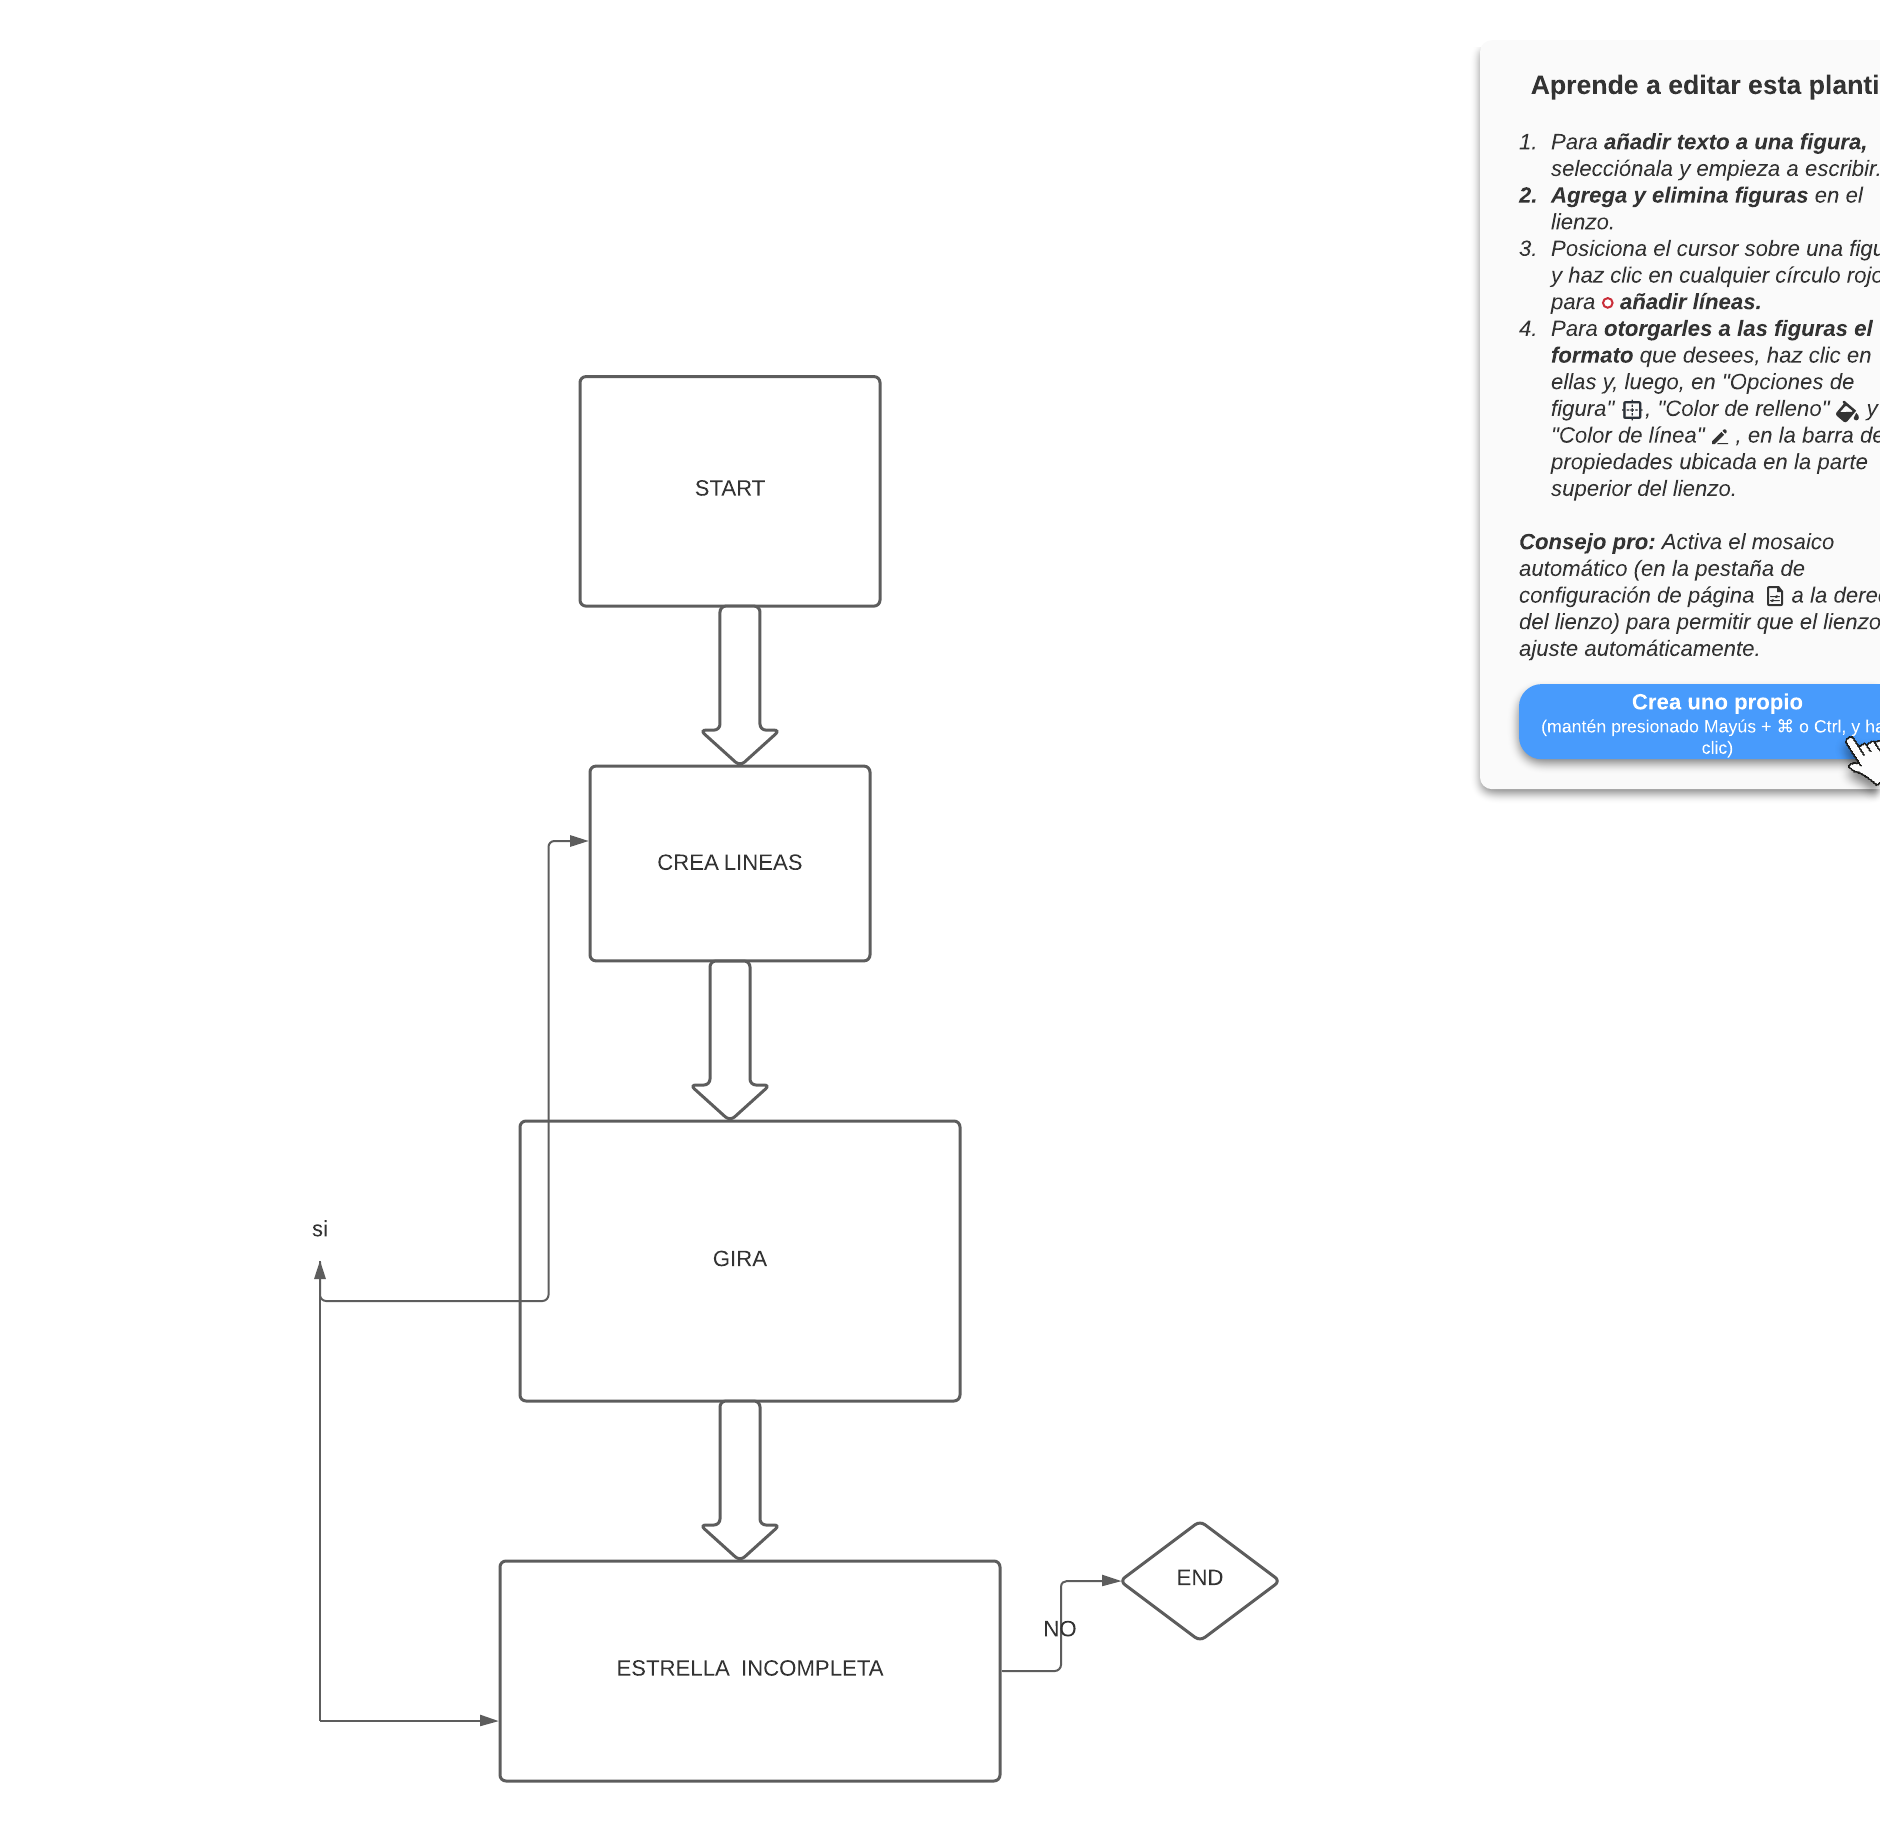 START
CREA LINEAS
GIRA
si
ESTRELLA  INCOMPLETA
NO
END
Aprende a editar esta planti
1. Para añadir texto a una figura,
selecciónala y empieza a escribir.
2. Agrega y elimina figuras en el
lienzo.
3. Posiciona el cursor sobre una figu
y haz clic en cualquier círculo rojo
para añadir líneas.
4. Para otorgarles a las figuras el
formato que desees, haz clic en
ellas y, luego, en "Opciones de
figura" , "Color de relleno" y
"Color de línea" , en la barra de
propiedades ubicada en la parte
superior del lienzo.
Consejo pro: Activa el mosaico
automático (en la pestaña de
configuración de página a la derec
del lienzo) para permitir que el lienzo
ajuste automáticamente.
Crea uno propio
(mantén presionado Mayús + ⌘ o Ctrl, y ha
clic)